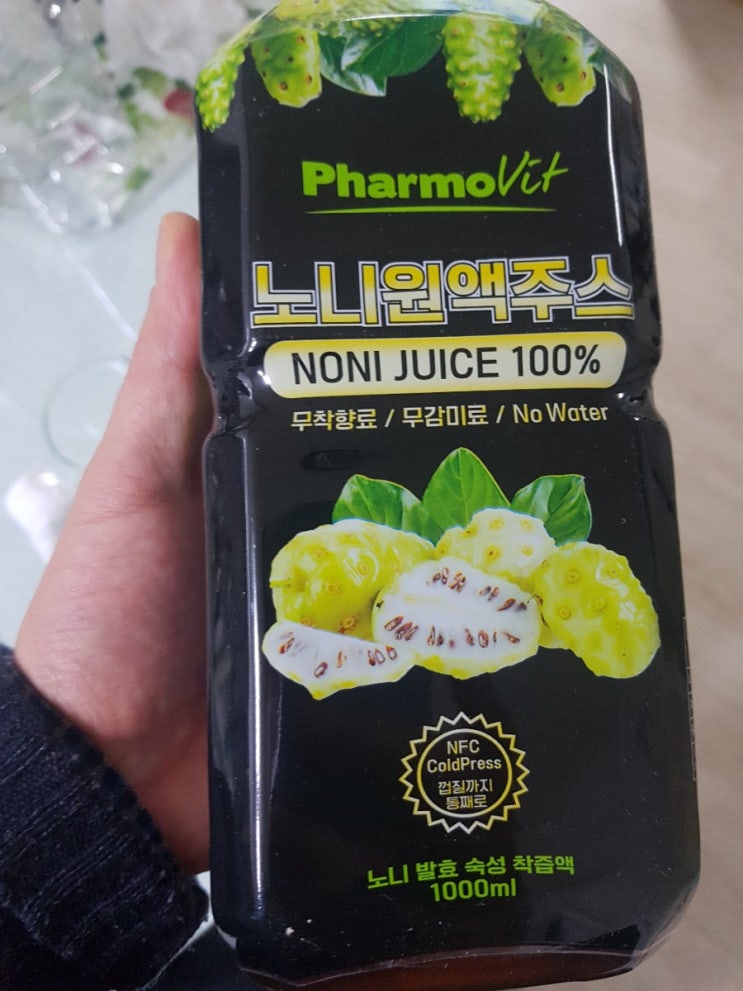 PharmoVit
노니원액주스
NONI JUICE 100%
무착향료 / 무감미료 / No Water
NFC
ColdPress
껍질까지
통째로
노니 발효 숙성 착즙액
1000ml